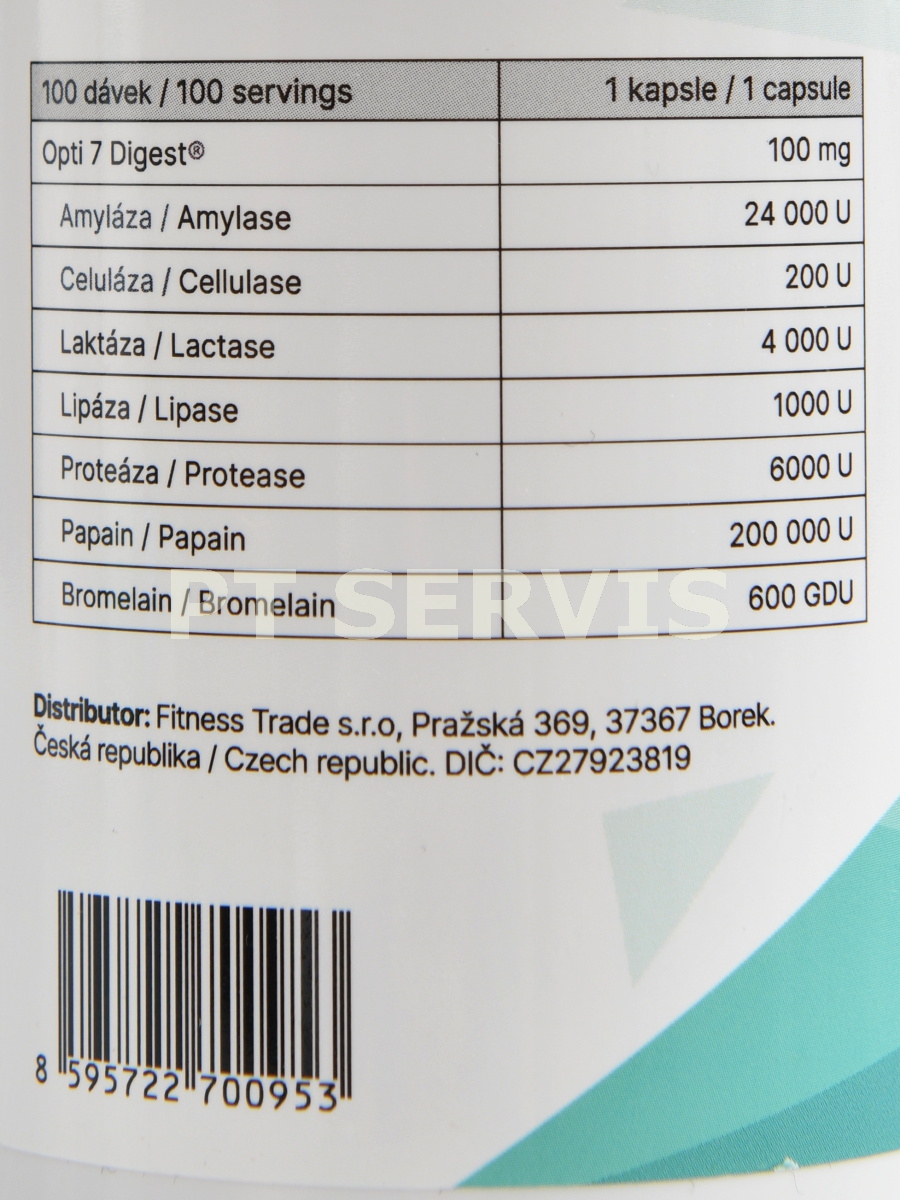 100 dávek / 100 servings 1 kapsle / 1 capsule
Opti 7 Digest® 100 mg
Amyláza / Amylase 24 000 U
Celuláza / Cellulase 200 U
Laktáza / Lactase 4 000 U
Lipáza / Lipase 1000 U
Proteáza / Protease 6000 U
Papain / Papain 200 000 U
Bromelain / Bromelain 600 GDU
PT SERVIS
Distributor: Fitness Trade s.r.o, Pražská 369, 37367 Borek.
Česká republika / Czech republic. DIČ: CZ27923819
8 595722 700953